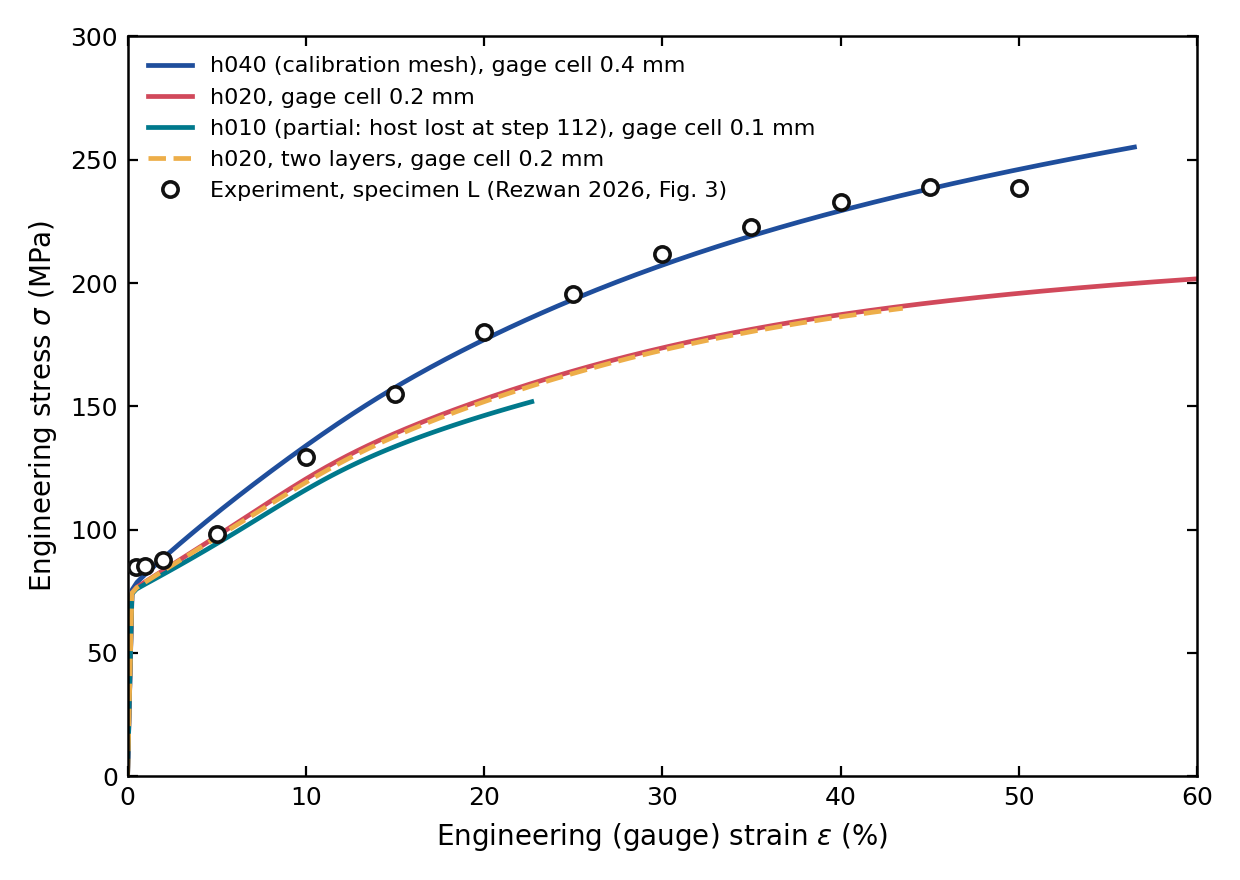 h040 (calibration mesh), gage cell 0.4 mm
h020, gage cell 0.2 mm
h010 (partial: host lost at step 112), gage cell 0.1 mm
h020, two layers, gage cell 0.2 mm
Experiment, specimen L (Rezwan 2026, Fig. 3)
Engineering stress σ (MPa)
300
250
200
150
100
50
0
0 10 20 30 40 50 60
Engineering (gauge) strain ε (%)